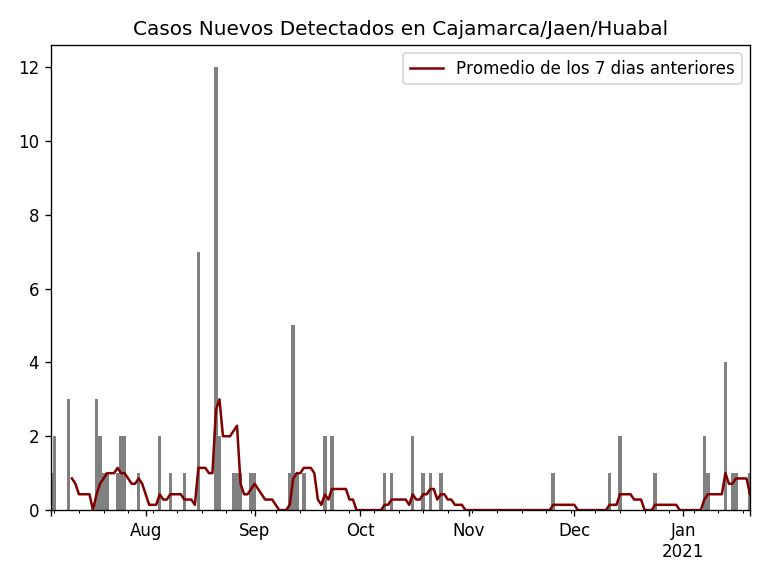 Casos Nuevos Detectados en Cajamarca/Jaen/Huabal
Promedio de los 7 dias anteriores
12
10
8
6
4
2
0
Aug Sep Oct Nov Dec Jan
2021